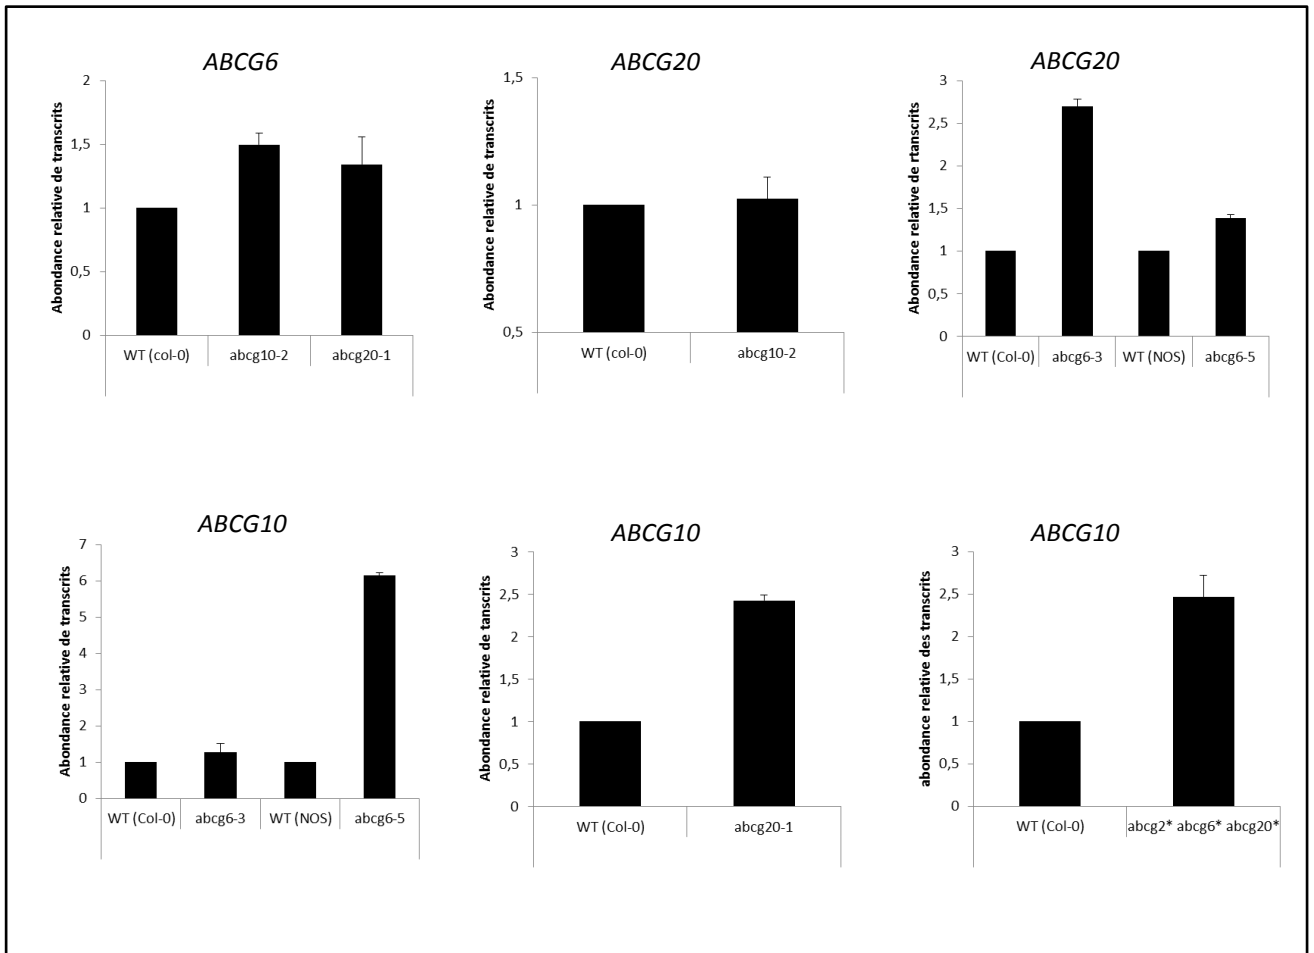 ABCG6
Abondance relative de transcrits
2
1,5
1
0,5
0
WT (col-0) abcg10-2 abcg20-1
ABCG20
Abondance relative de transcrits
1,5
1
0,5
WT (col-0) abcg10-2
ABCG20
Abondance relative de rtanscrits
3
2,5
2
1,5
1
0,5
0
WT (Col-0) abcg6-3 WT (NOS) abcg6-5
ABCG10
Abondance relative de transcrits
7
6
5
4
3
2
1
0
WT (Col-0) abcg6-3 WT (NOS) abcg6-5
ABCG10
Abondance relative de tanscrits
3
2,5
2
1,5
1
0,5
0
WT (Col-0) abcg20-1
ABCG10
abondance relative des transcrits
3
2,5
2
1,5
1
0,5
0
WT (Col-0) abcg2* abcg6* abcg20*